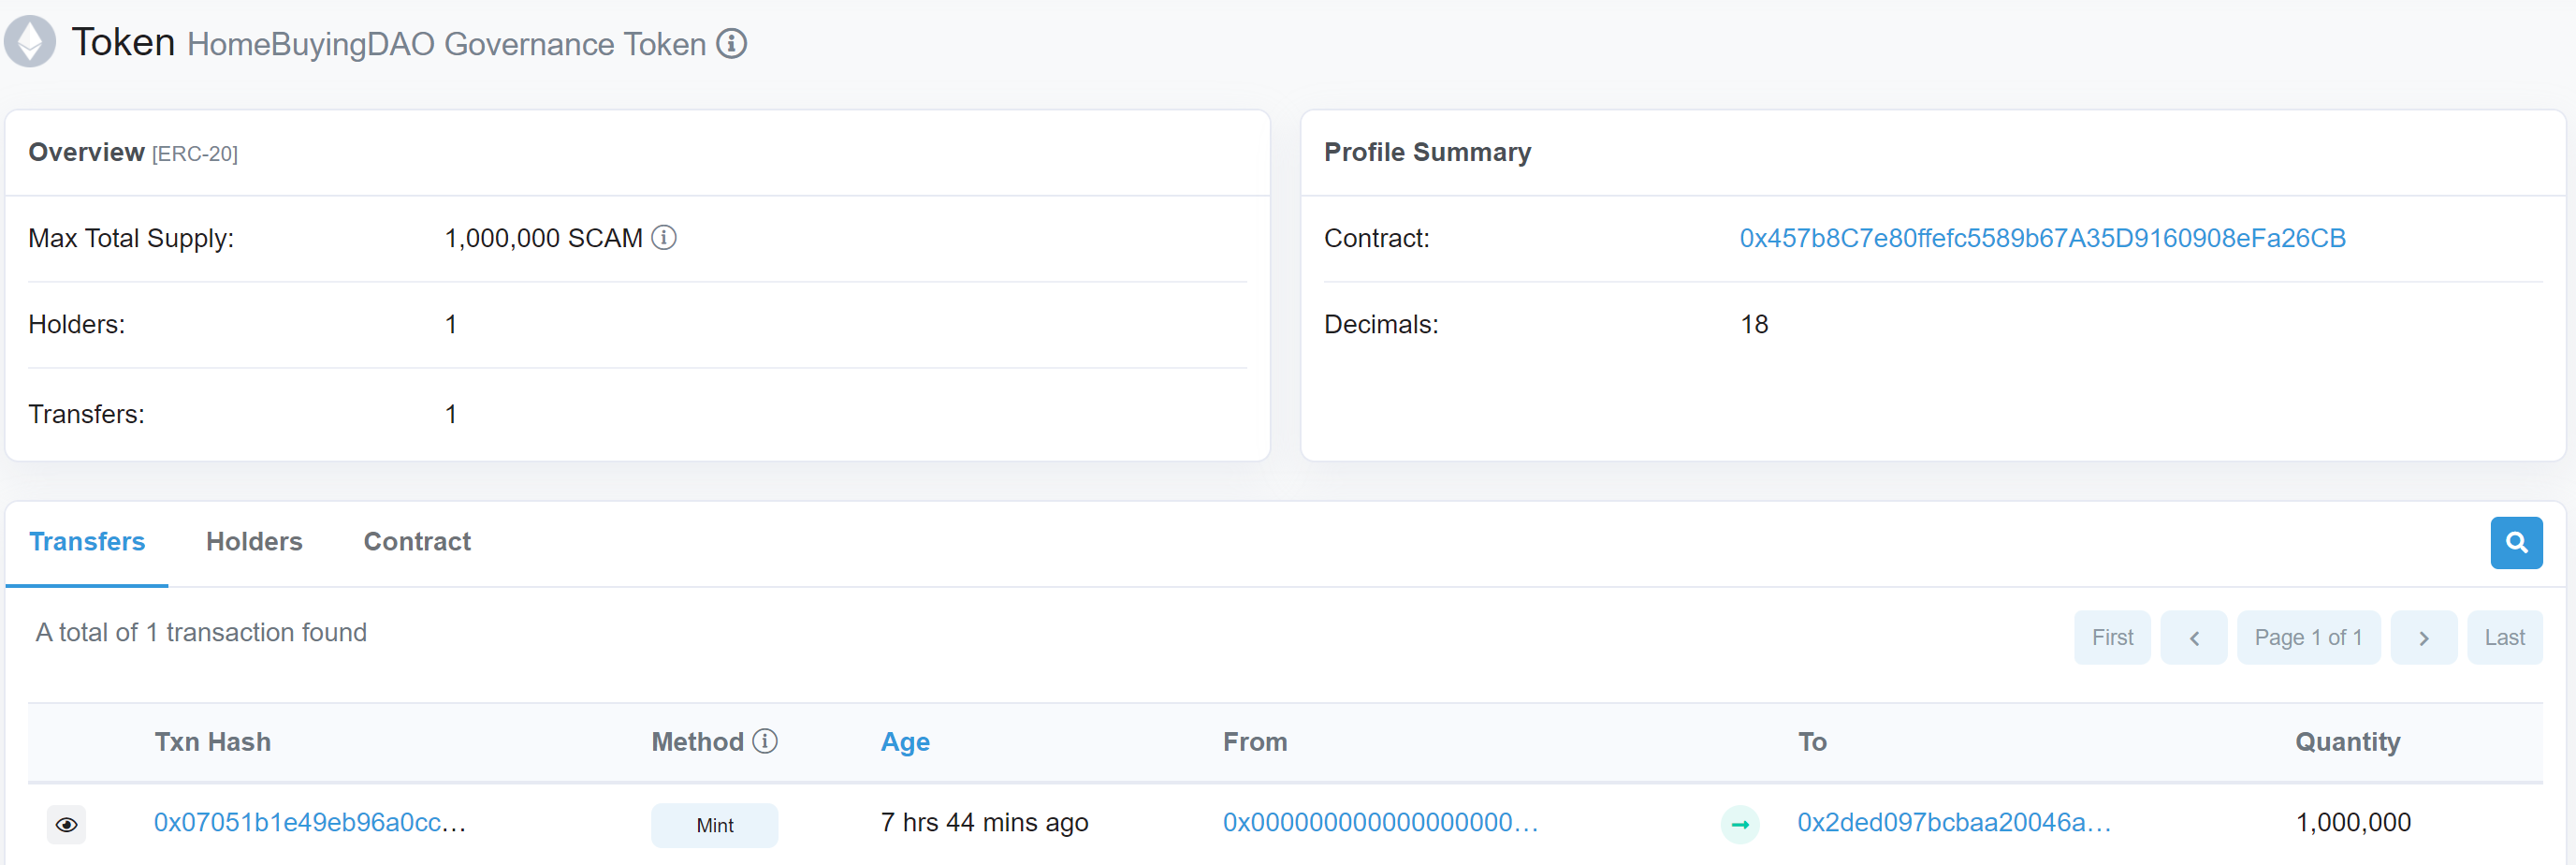 Token HomeBuyingDAO Governance Token
Overview [ERC-20]
Max Total Supply: 1,000,000 SCAM
Holders: 1
Transfers: 1
Profile Summary
Contract: 0x457b8C7e80ffefc5589b67A35D9160908eFa26CB
Decimals: 18
Transfers Holders Contract
A total of 1 transaction found
First Page 1 of 1 Last
Txn Hash Method Age From To Quantity
0x07051b1e49eb96a0cc... Mint 7 hrs 44 mins ago 0x000000000000000000... 0x2ded097bcbaa20046a... 1,000,000